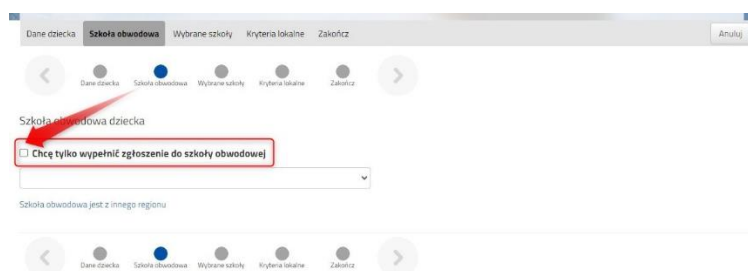 Dane dziecka Szkoła obwodowa Wybrane szkoły Kryteria lokalne Zakończ Anuluj
Dane dziecka Szkoła obwodowa Wybrane szkoły Kryteria lokalne Zakończ
Szkoła obwodowa dziecka
Chcę tylko wypełnić zgłoszenie do szkoły obwodowej
Szkoła obwodowa jest z innego regionu
Dane dziecka Szkoła obwodowa Wybrane szkoły Kryteria lokalne Zakończ